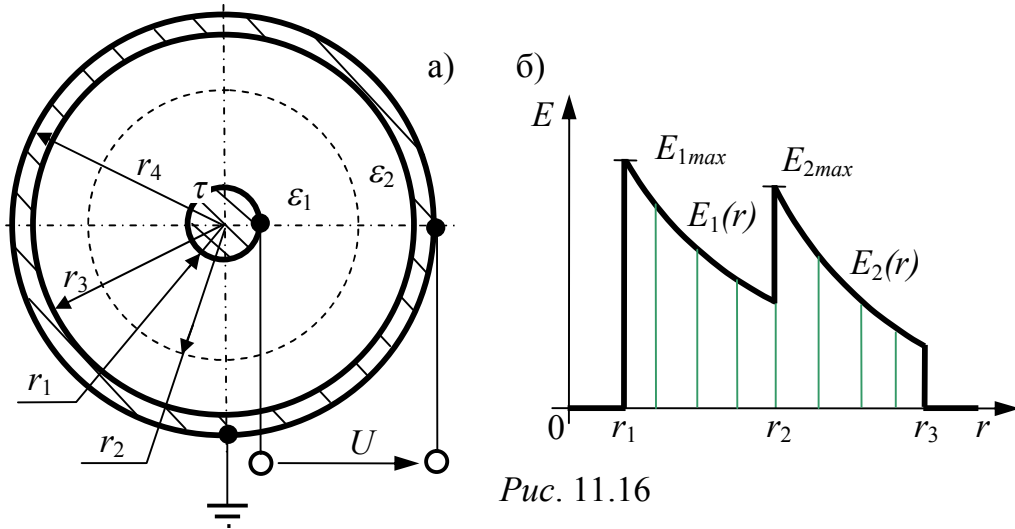 а)
r₄
τ
ε₁
ε₂
r₃
r₁
r₂
U
б)
E
E₁ₘₐₓ
E₂ₘₐₓ
E₁(r)
E₂(r)
0
r₁
r₂
r₃
r
Рис. 11.16